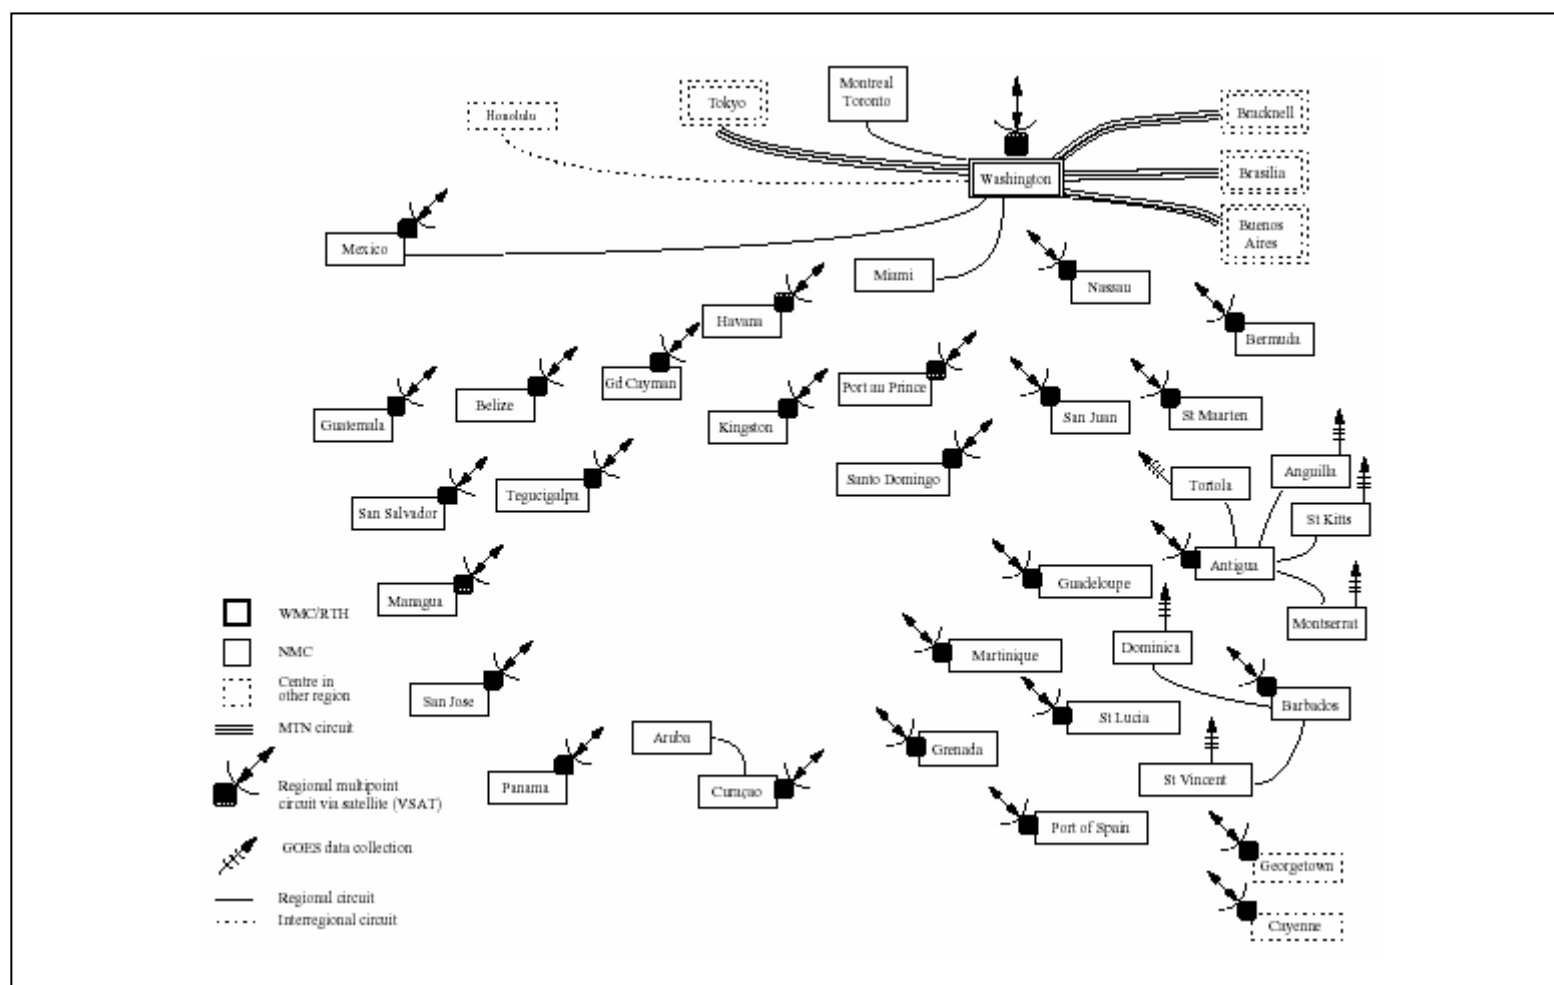 Montreal
Toronto
Tokyo
Honolulu
Bracknell
Washington
Brasilia
Buenos
Aires
Mexico
Miami
Nassau
Havana
Bermuda
Gd Cayman
Port au Prince
Belize
Guatemala
Kingston
San Juan
St Maarten
Anguilla
Santo Domingo
Tortola
Tegucigalpa
San Salvador
St Kitts
Antigua
Guadeloupe
Managua
WMC/RTH
Montserrat
NMC
Martinique
Dominica
Centre in
other region
San Jose
St Lucia
Barbados
MTN circuit
Aruba
Grenada
St Vincent
Regional multipoint
circuit via satellite (VSAT)
Panama
Curaçao
Port of Spain
GOES data collection
Georgetown
Regional circuit
Interregional circuit
Cayenne